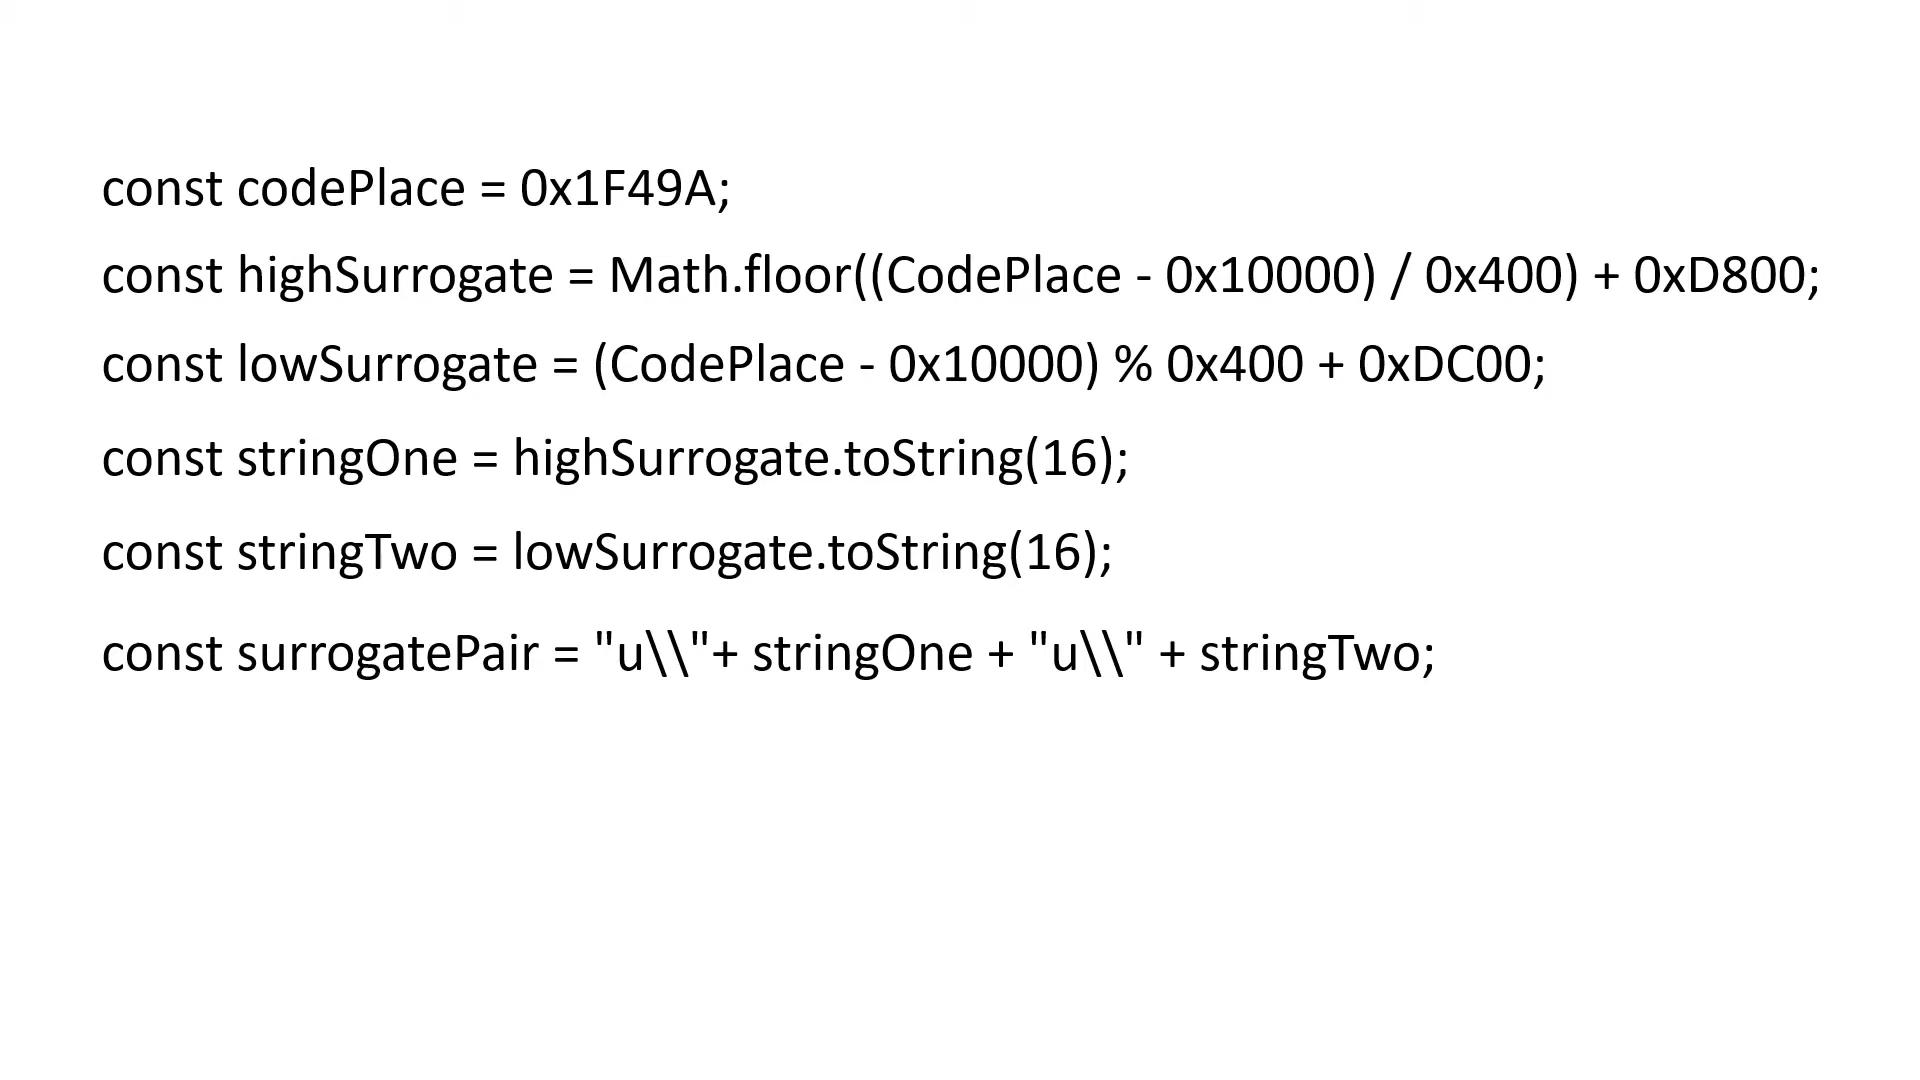 const codePlace = 0x1F49A;
const highSurrogate = Math.floor((CodePlace - 0x10000) / 0x400) + 0xD800;
const lowSurrogate = (CodePlace - 0x10000) % 0x400 + 0xDC00;
const stringOne = highSurrogate.toString(16);
const stringTwo = lowSurrogate.toString(16);
const surrogatePair = "u\\"+ stringOne + "u\\" + stringTwo;